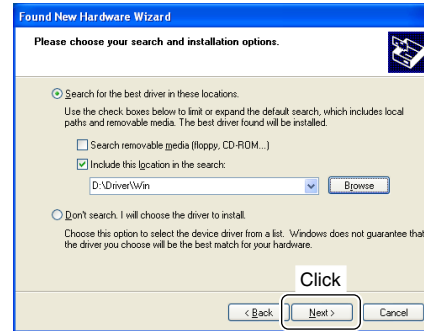 Found New Hardware Wizard
Please choose your search and installation options.
Search for the best driver in these locations.
Use the check boxes below to limit or expand the default search, which includes local
paths and removable media. The best driver found will be installed.
Search removable media (floppy, CD-ROM...)
Include this location in the search:
D:\Driver\Win
Browse
Don't search. I will choose the driver to install.
Choose this option to select the device driver from a list. Windows does not guarantee that
the driver you choose will be the best match for your hardware.
Click
< Back
Next >
Cancel